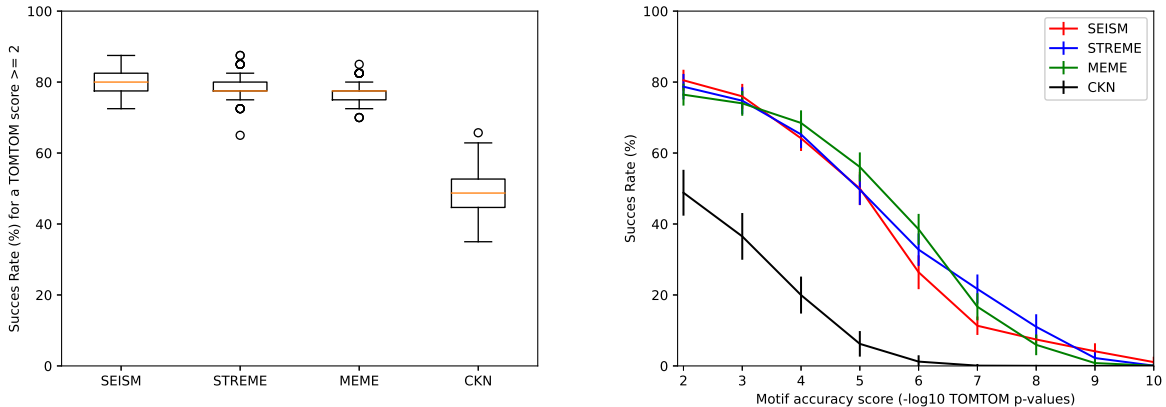 Succes Rate (%) for a TOMTOM score >= 2
100
80
60
40
20
0
SEISM STREME MEME CKN
Succes Rate (%)
100
80
60
40
20
0
2 3 4 5 6 7 8 9 10
Motif accuracy score (-log10 TOMTOM p-values)
SEISM
STREME
MEME
CKN